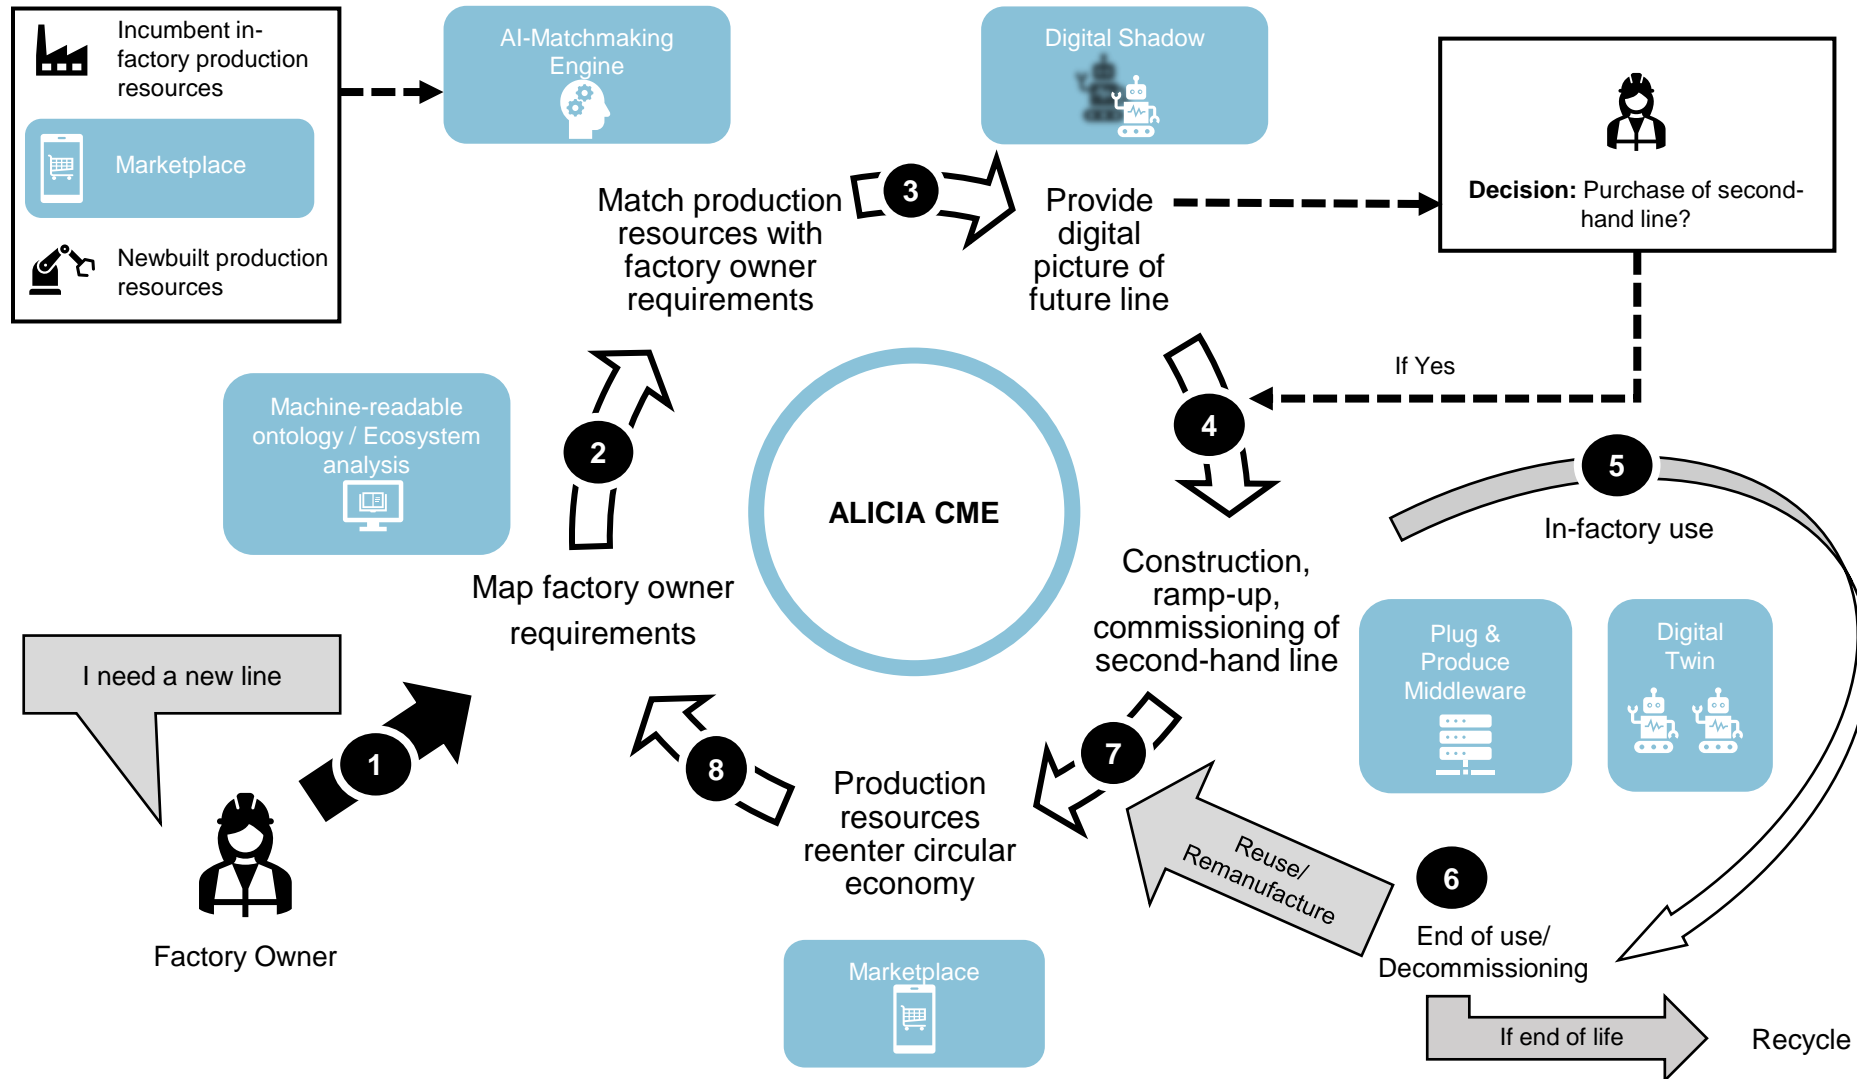 Incumbent in-
factory production
resources
Marketplace
Newbuilt production
resources
AI-Matchmaking
Engine
Digital Shadow
Decision: Purchase of second-
hand line?
If Yes
Match production
resources with
factory owner
requirements
3
Provide
digital
picture of
future line
Machine-readable
ontology / Ecosystem
analysis
2
4
ALICIA CME
5
In-factory use
Map factory owner
requirements
Construction,
ramp-up,
commissioning of
second-hand line
Plug &
Produce
Middleware
Digital
Twin
I need a new line
1
Factory Owner
8
7
Production
resources
reenter circular
economy
Reuse/
Remanufacture
6
End of use/
Decommissioning
Marketplace
If end of life
Recycle